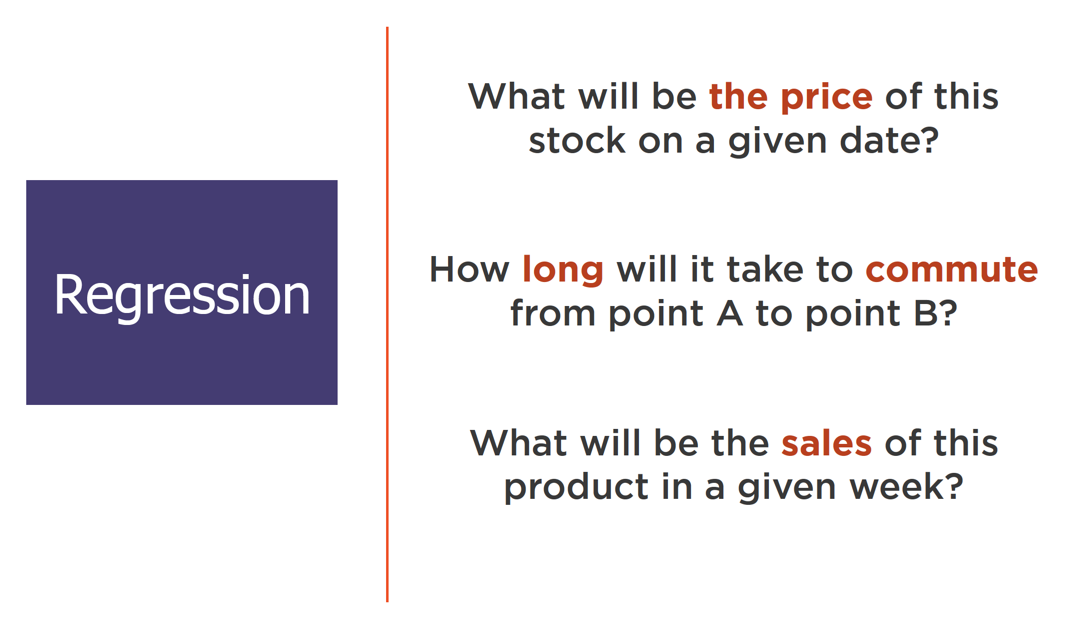 Regression
What will be the price of this
stock on a given date?
How long will it take to commute
from point A to point B?
What will be the sales of this
product in a given week?